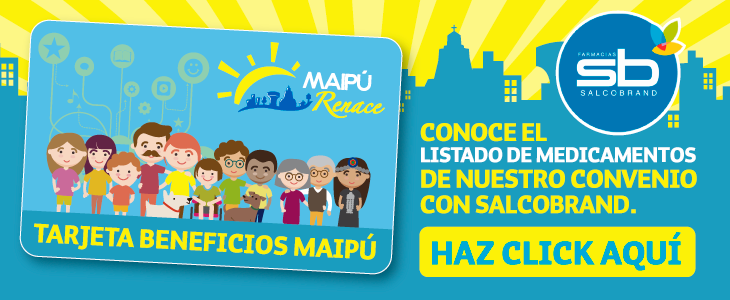 MAIPÚ
Renace
TARJETA BENEFICIOS MAIPÚ
FARMACIAS
sb
SALCOBRAND
CONOCE EL
LISTADO DE MEDICAMENTOS
DE NUESTRO CONVENIO
CON SALCOBRAND.
HAZ CLICK AQUÍ